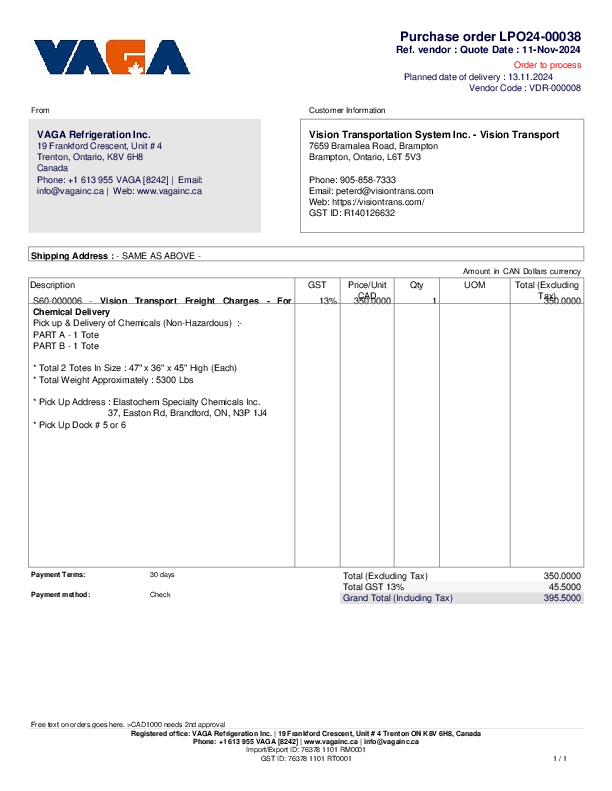 VAGA
Purchase order LPO24-00038
Ref. vendor : Quote Date : 11-Nov-2024
Order to process
Planned date of delivery : 13.11.2024
Vendor Code : VDR-000008
From
Customer Information
VAGA Refrigeration Inc.
19 Frankford Crescent, Unit # 4
Trenton, Ontario, K8V 6H8
Canada
Phone: +1 613 955 VAGA [8242] | Email:
info@vagainc.ca | Web: www.vagainc.ca
Vision Transportation System Inc. - Vision Transport
7659 Bramalea Road, Brampton
Brampton, Ontario, L6T 5V3
Phone: 905-858-7333
Email: peterd@visiontrans.com
Web: https://visiontrans.com/
GST ID: R140126632
Shipping Address : - SAME AS ABOVE -
Amount in CAN Dollars currency
Description GST Price/Unit CAD Qty UOM Total (Excluding Tax)
S60-000006 - Vision Transport Freight Charges - For 13% 350.0000 1 350.0000
Chemical Delivery
Pick up & Delivery of Chemicals (Non-Hazardous) :-
PART A - 1 Tote
PART B - 1 Tote
* Total 2 Totes In Size : 47" x 36" x 45" High (Each)
* Total Weight Approximately : 5300 Lbs
* Pick Up Address : Elastochem Specialty Chemicals Inc.
37, Easton Rd, Brandford, ON, N3P 1J4
* Pick Up Dock # 5 or 6
Payment Terms: 30 days
Payment method: Check
Total (Excluding Tax) 350.0000
Total GST 13% 45.5000
Grand Total (Including Tax) 395.5000
Free text on orders goes here. >CAD1000 needs 2nd approval
Registered office: VAGA Refrigeration Inc. | 19 Frankford Crescent, Unit # 4 Trenton ON K8V 6H8, Canada
Phone: +1 613 955 VAGA [8242] | www.vagainc.ca | info@vagainc.ca
Import/Export ID: 76378 1101 RM0001
GST ID: 76378 1101 RT0001
1 / 1